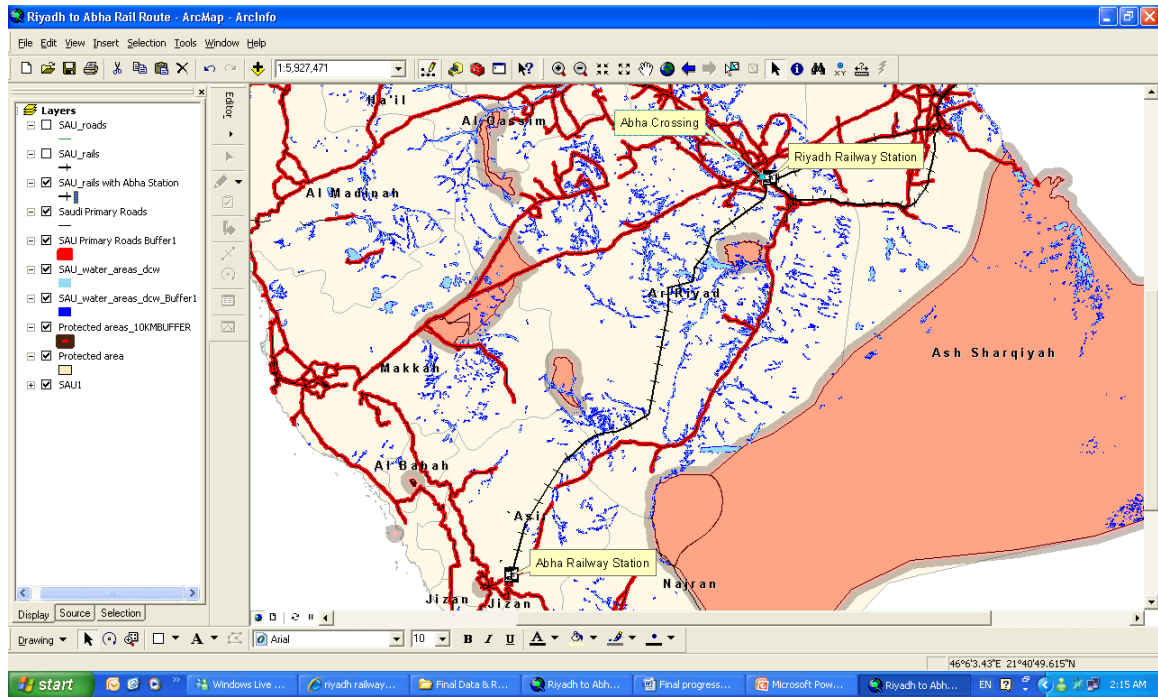 Riyadh to Abha Rail Route - ArcMap - ArcInfo
File Edit View Insert Selection Tools Window Help
1:5,927,471
Layers
SAU_roads
SAU_rails
SAU_rails with Abha Station
Saudi Primary Roads
SAU Primary Roads Buffer1
SAU_water_areas_dcw
SAU_water_areas_dcw_Buffer1
Protected areas_10KMBUFFER
Protected area
SAU1
Display Source Selection
Editor
Ha'il
Al Qassim
Abha Crossing
Riyadh Railway Station
Al Madinah
Ar Riyad
Ash Sharqiyah
Makkah
Al Bahah
`Asir
Abha Railway Station
Najran
Jizan
Jizan
Drawing A Arial 10 B I U A
46°6'3.43"E 21°40'49.615"N
start Windows Live ... riyadh railway... Final Data & R... Riyadh to Abh... Final progress... Microsoft Pow... Riyadh to Abh... EN 2:15 AM